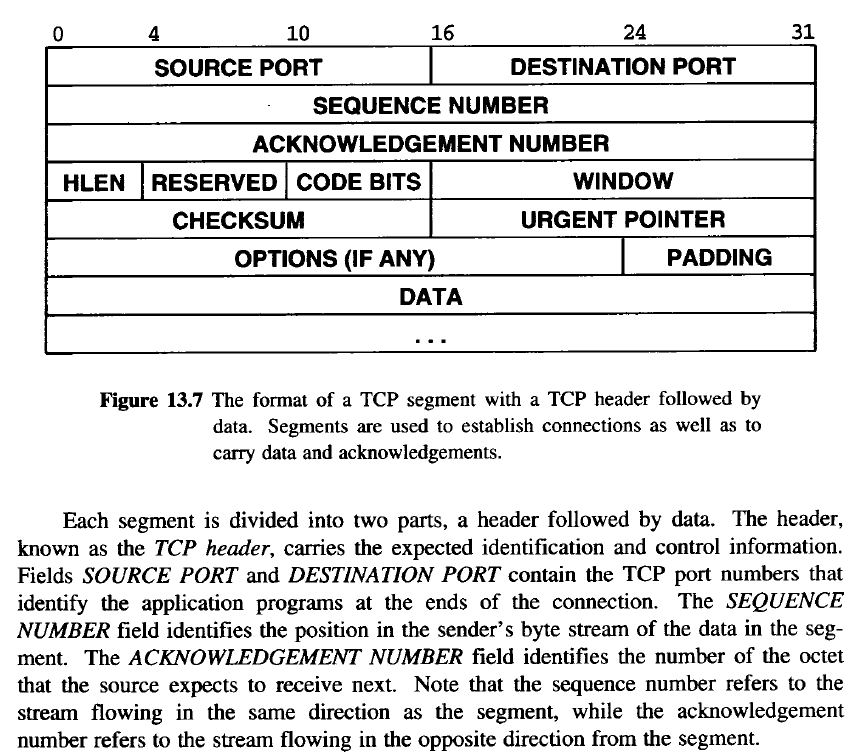 0 4 10 16 24 31
SOURCE PORT DESTINATION PORT
SEQUENCE NUMBER
ACKNOWLEDGEMENT NUMBER
HLEN RESERVED CODE BITS WINDOW
CHECKSUM URGENT POINTER
OPTIONS (IF ANY) PADDING
DATA
...
Figure 13.7 The format of a TCP segment with a TCP header followed by
data. Segments are used to establish connections as well as to
carry data and acknowledgements.
Each segment is divided into two parts, a header followed by data. The header,
known as the TCP header, carries the expected identification and control information.
Fields SOURCE PORT and DESTINATION PORT contain the TCP port numbers that
identify the application programs at the ends of the connection. The SEQUENCE
NUMBER field identifies the position in the sender's byte stream of the data in the seg-
ment. The ACKNOWLEDGEMENT NUMBER field identifies the number of the octet
that the source expects to receive next. Note that the sequence number refers to the
stream flowing in the same direction as the segment, while the acknowledgement
number refers to the stream flowing in the opposite direction from the segment.